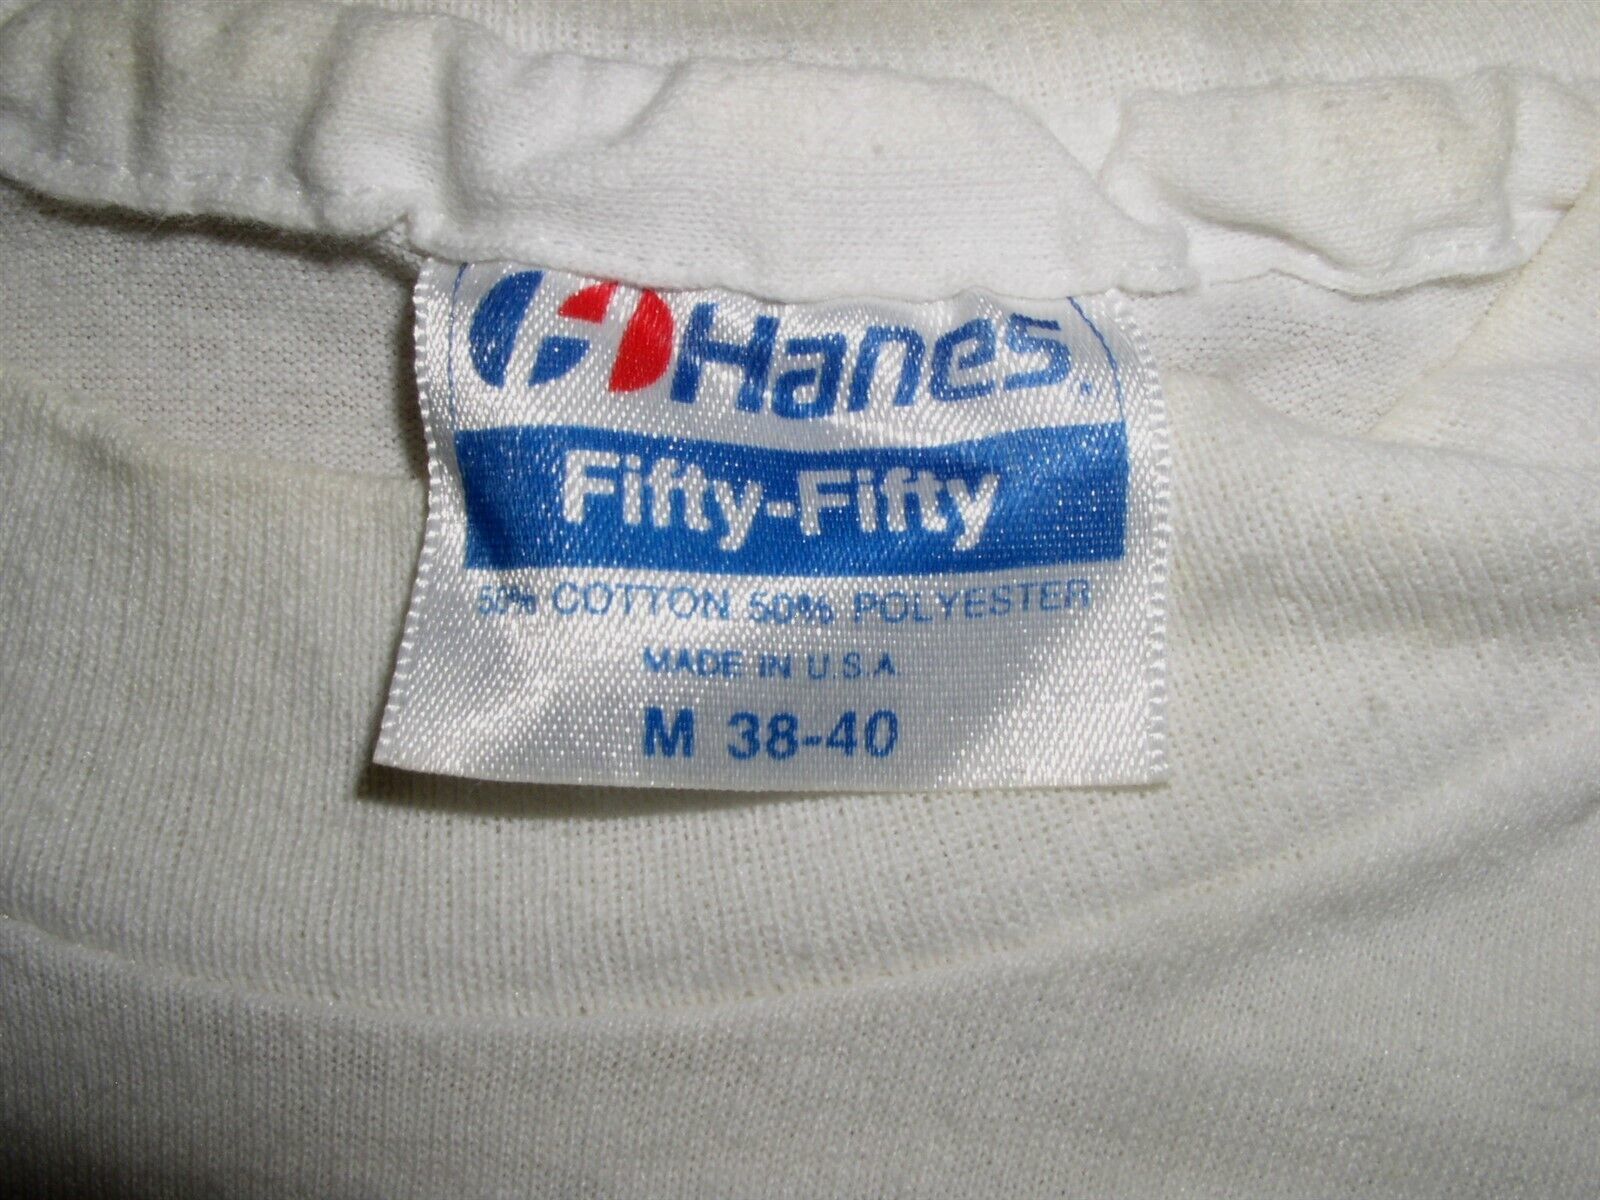 Hanes.
Fifty-Fifty
50% COTTON 50% POLYESTER
MADE IN U.S.A.
M 38-40